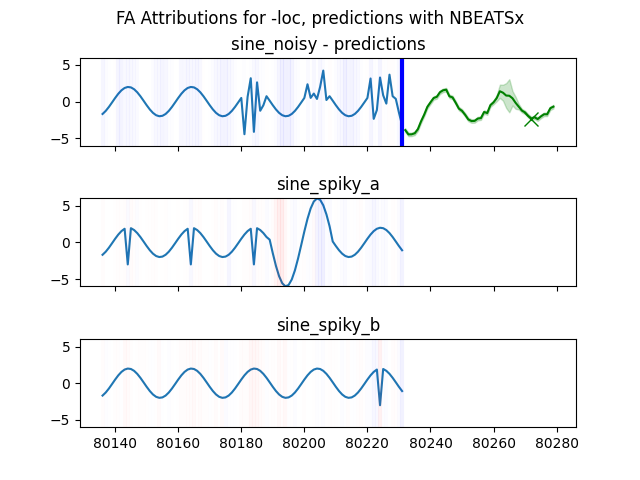 FA Attributions for -loc, predictions with NBEATSx
sine_noisy - predictions
5
0
−5
sine_spiky_a
5
0
−5
sine_spiky_b
5
0
−5
80140 80160 80180 80200 80220 80240 80260 80280